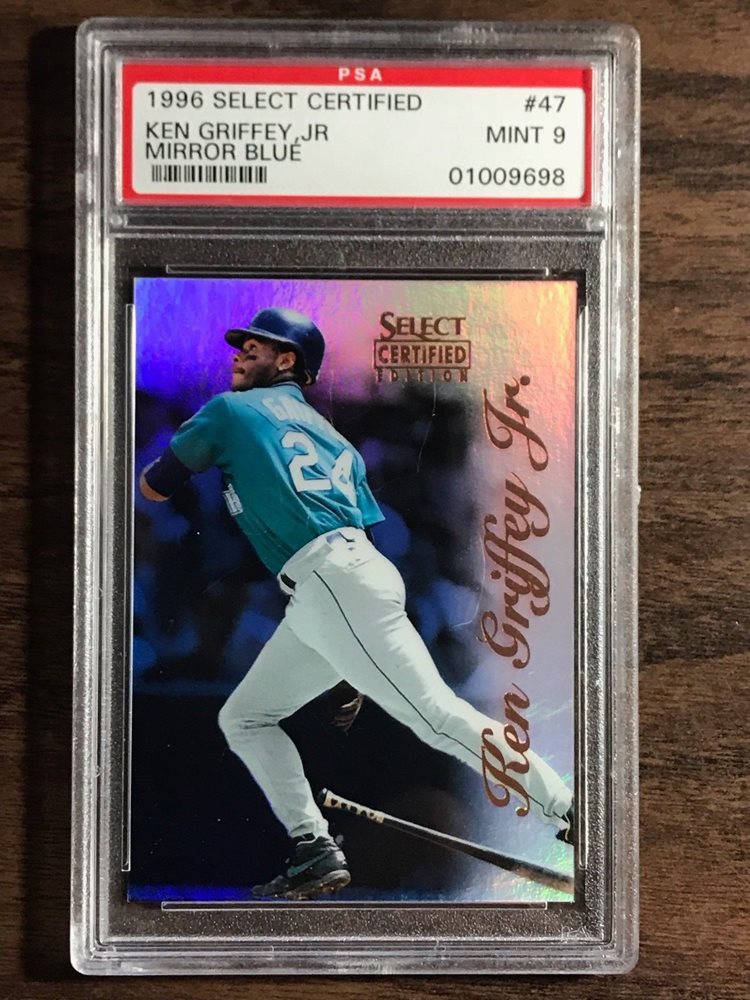 PSA
1996 SELECT CERTIFIED #47
KEN GRIFFEY,JR MINT 9
MIRROR BLUE
01009698
SELECT
CERTIFIED
EDITION
24
Ken Griffey Jr.